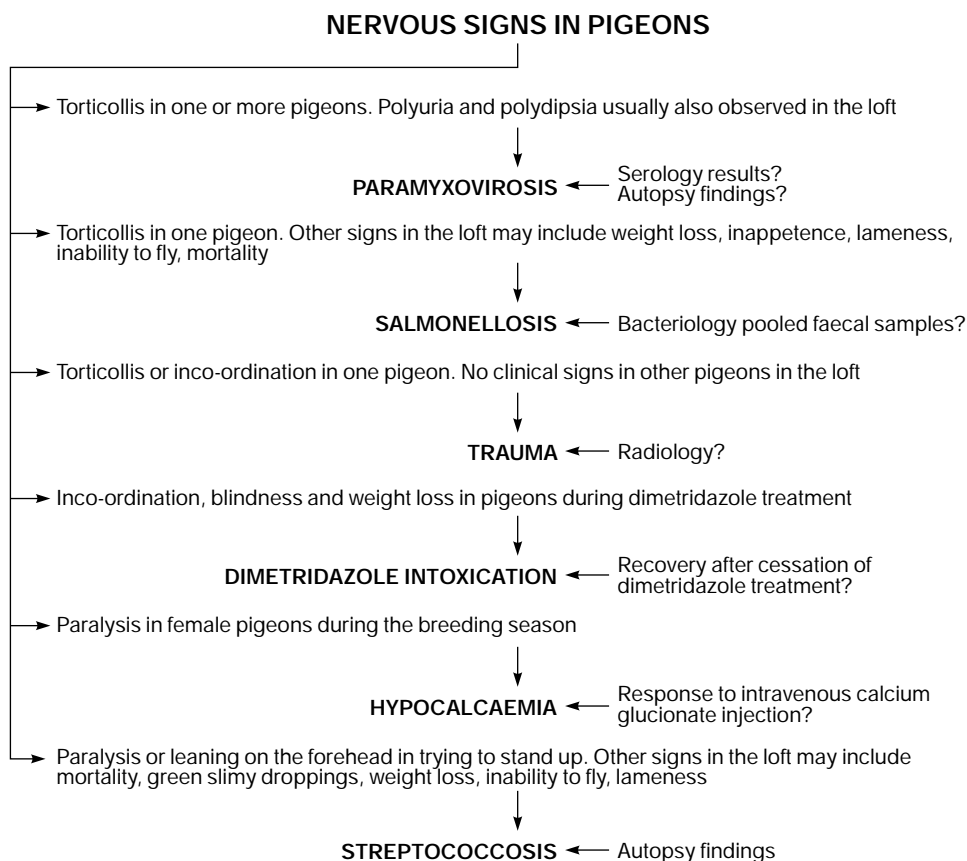 NERVOUS SIGNS IN PIGEONS
Torticollis in one or more pigeons. Polyuria and polydipsia usually also observed in the loft
PARAMYXOVIROSIS
Serology results?
Autopsy findings?
Torticollis in one pigeon. Other signs in the loft may include weight loss, inappetence, lameness,
inability to fly, mortality
SALMONELLOSIS
Bacteriology pooled faecal samples?
Torticollis or inco-ordination in one pigeon. No clinical signs in other pigeons in the loft
TRAUMA
Radiology?
Inco-ordination, blindness and weight loss in pigeons during dimetridazole treatment
DIMETRIDAZOLE INTOXICATION
Recovery after cessation of
dimetridazole treatment?
Paralysis in female pigeons during the breeding season
HYPOCALCAEMIA
Response to intravenous calcium
glucionate injection?
Paralysis or leaning on the forehead in trying to stand up. Other signs in the loft may include
mortality, green slimy droppings, weight loss, inability to fly, lameness
STREPTOCOCCOSIS
Autopsy findings